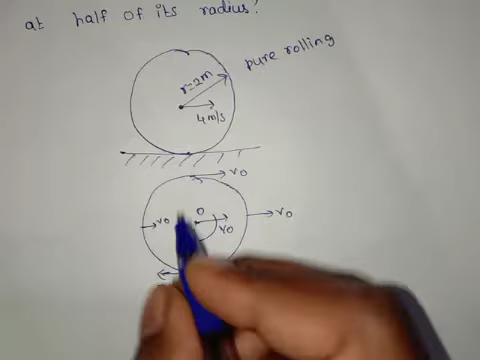 at half of its radius?
pure rolling
r=2m
4m/s
v0
v0
v0
O
v0